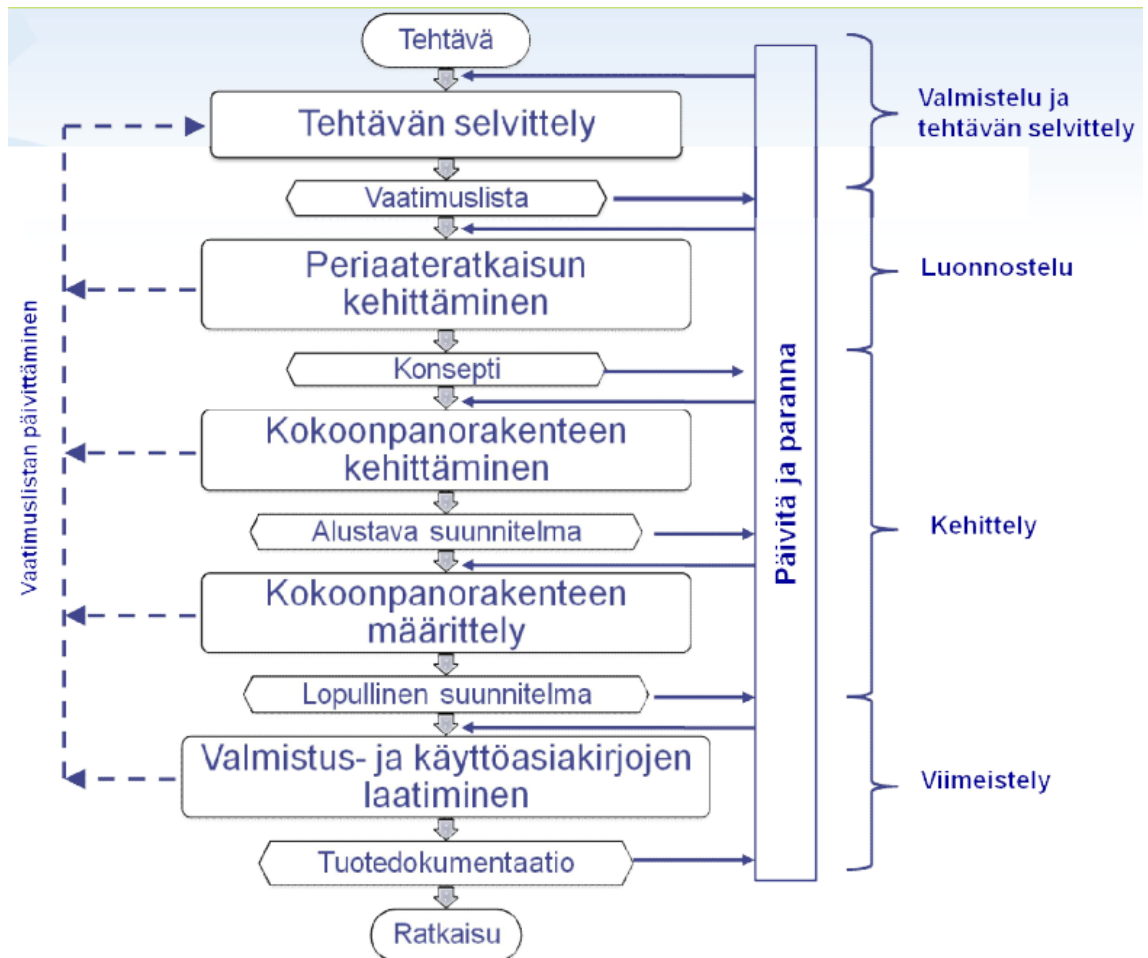 Tehtävä
Tehtävän selvittely
Vaatimuslista
Periaateratkaisun
kehittäminen
Konsepti
Kokoonpanorakenteen
kehittäminen
Alustava suunnitelma
Kokoonpanorakenteen
määrittely
Lopullinen suunnitelma
Valmistus- ja käyttöasiakirjojen
laatiminen
Tuotedokumentaatio
Ratkaisu
Vaatimuslistan päivittäminen
Päivitä ja paranna
Valmistelu ja
tehtävän selvittely
Luonnostelu
Kehittely
Viimeistely